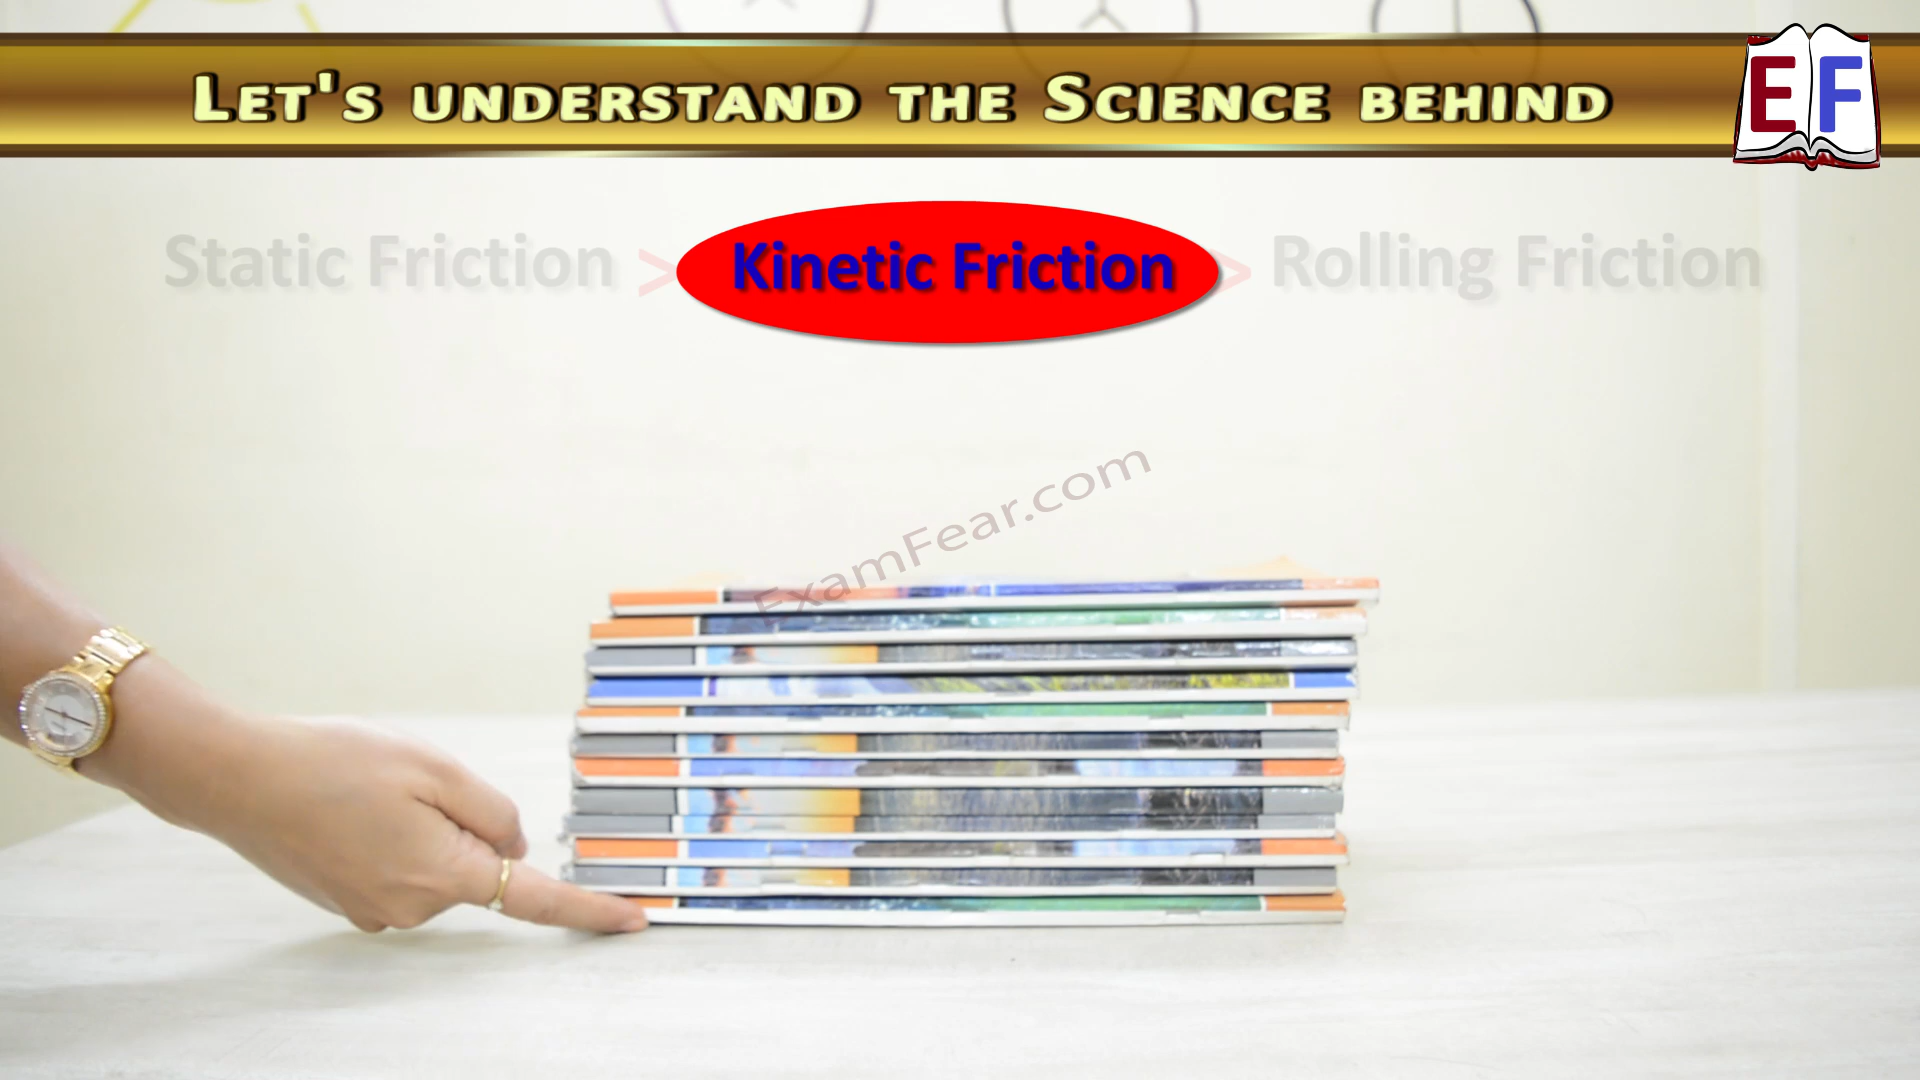 Let's understand the Science behind
EF
Static Friction > Kinetic Friction > Rolling Friction
ExamFear.com